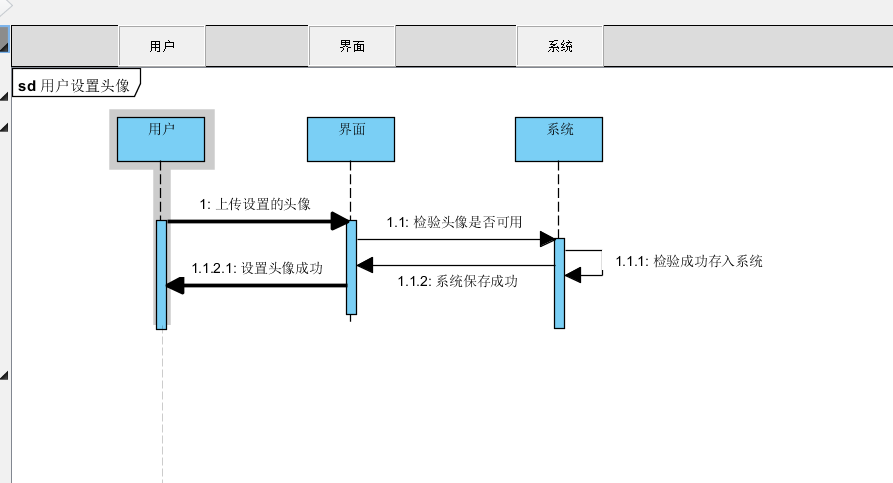 用户
界面
系统
sd 用户设置头像
用户
界面
系统
1: 上传设置的头像
1.1: 检验头像是否可用
1.1.1: 检验成功存入系统
1.1.2.1: 设置头像成功
1.1.2: 系统保存成功